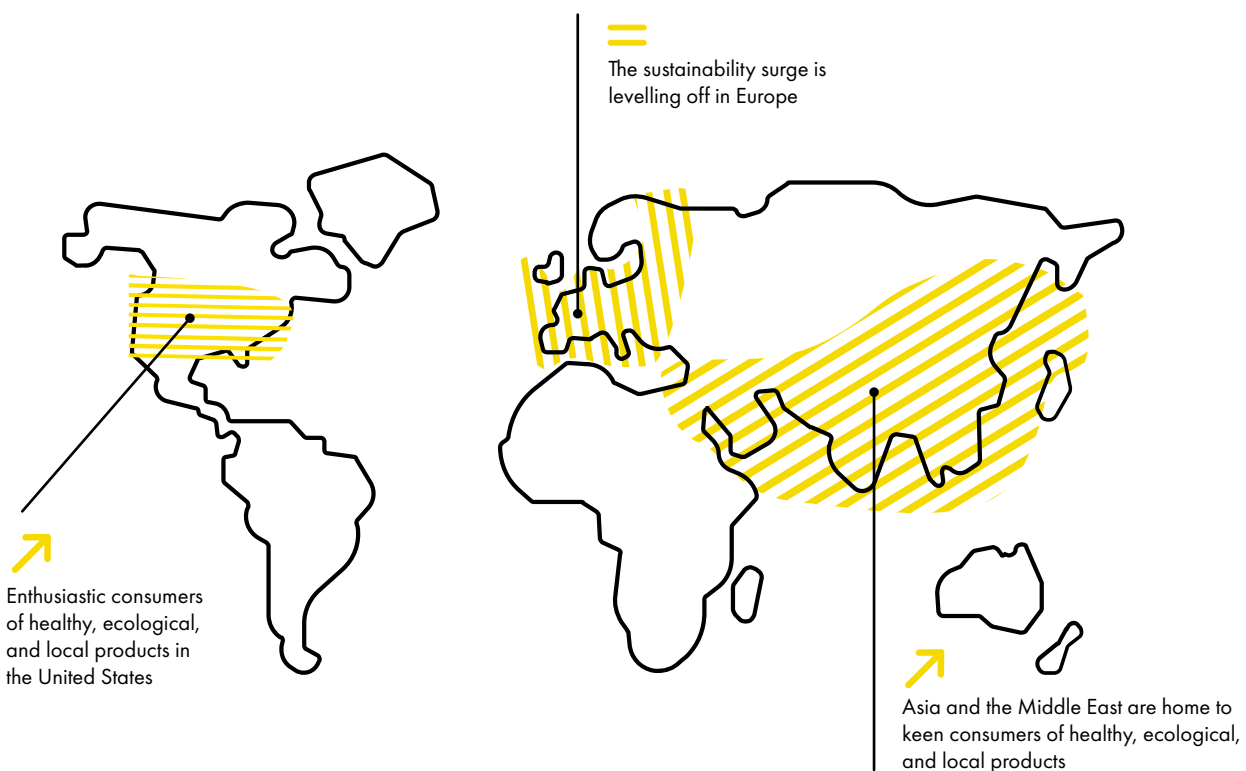 The sustainability surge is
levelling off in Europe
Enthusiastic consumers
of healthy, ecological,
and local products in
the United States
Asia and the Middle East are home to
keen consumers of healthy, ecological,
and local products